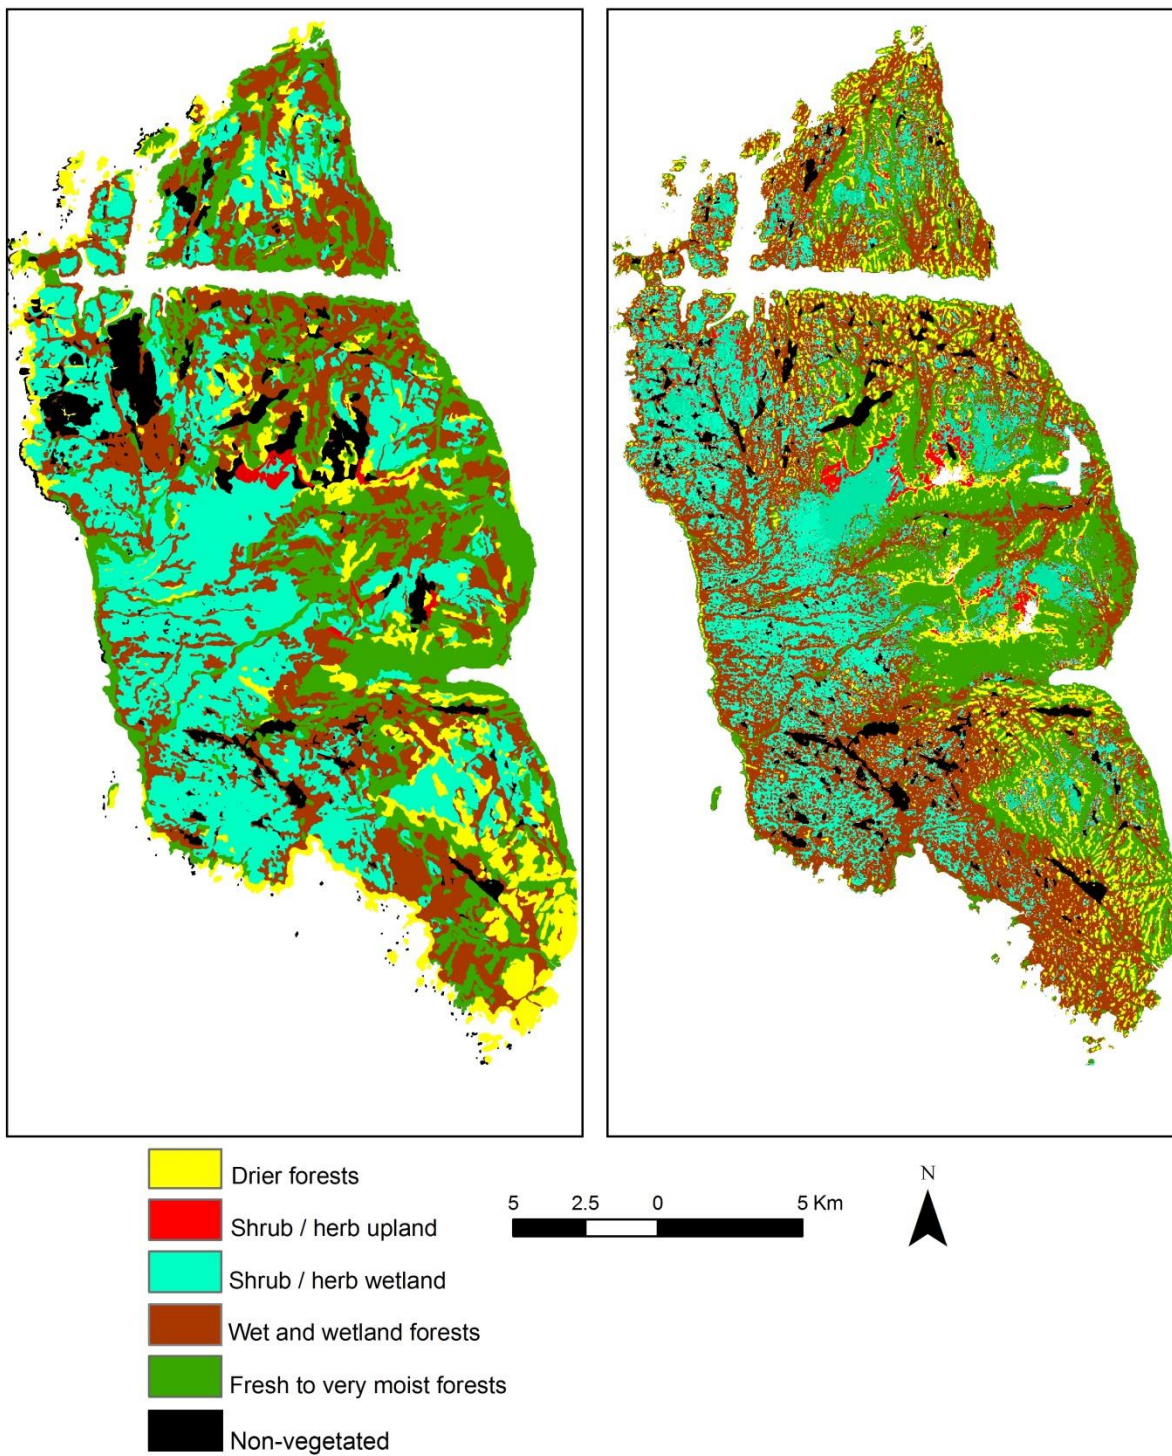 Drier forests
Shrub / herb upland
Shrub / herb wetland
Wet and wetland forests
Fresh to very moist forests
Non-vegetated
5 2.5 0 5 Km
N